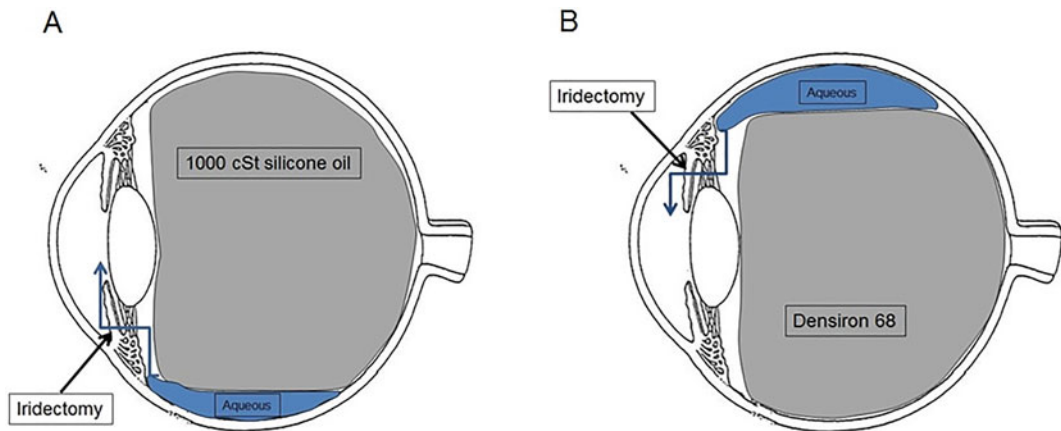 A
B
1000 cSt silicone oil
Iridectomy
Aqueous
Iridectomy
Aqueous
Densiron 68